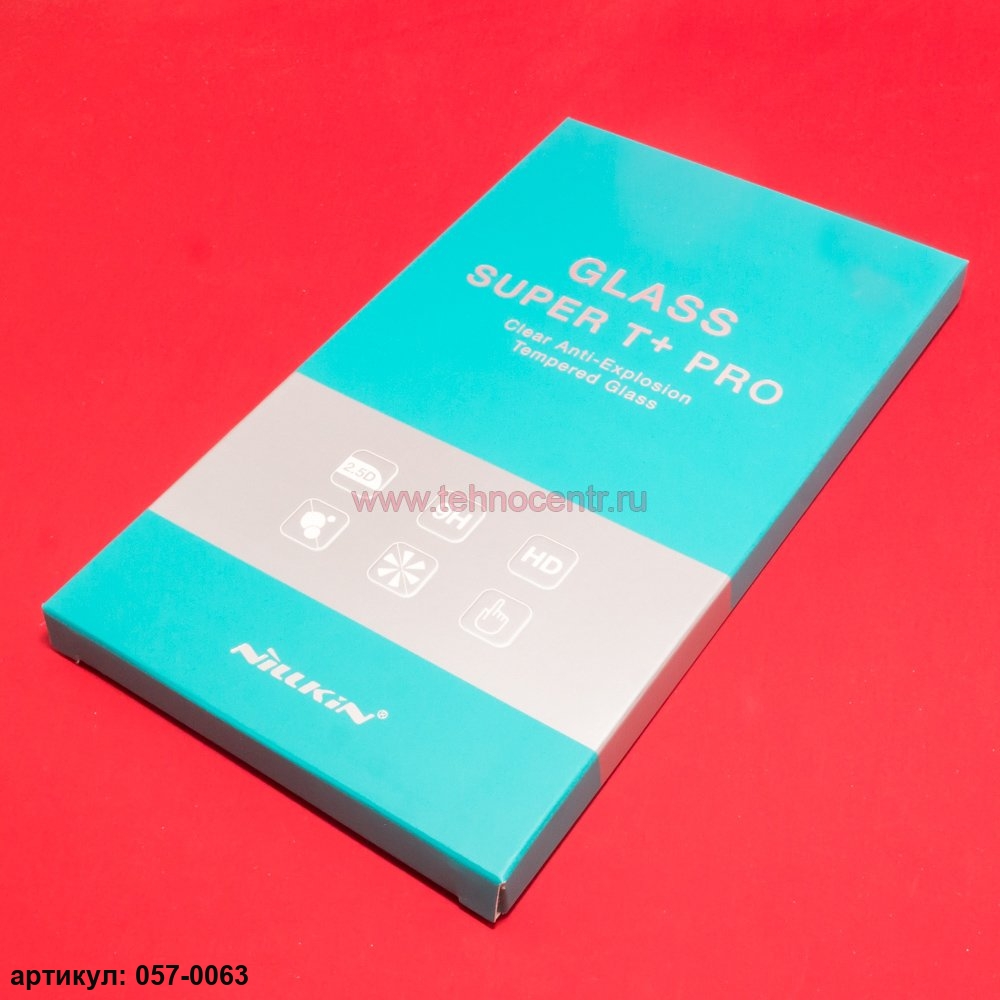 GLASS
SUPER T+ PRO
Clear Anti-Explosion
Tempered Glass
2.5D
www.tehnocentr.ru
9H
HD
NILLKIN®
артикул: 057-0063